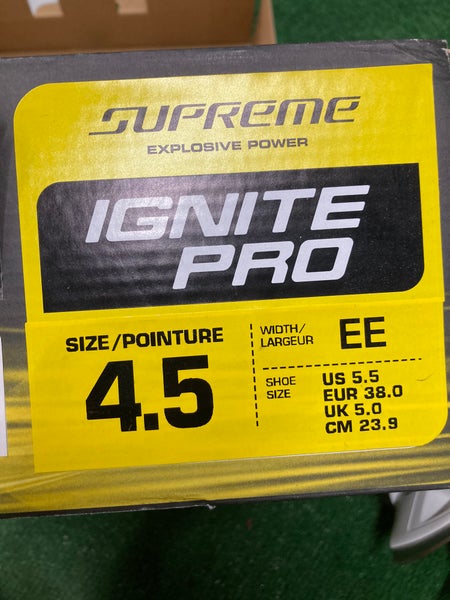 SUPREME
EXPLOSIVE POWER
IGNITE
PRO
SIZE/POINTURE
4.5
WIDTH/
LARGEUR
EE
SHOE
SIZE
US 5.5
EUR 38.0
UK 5.0
CM 23.9